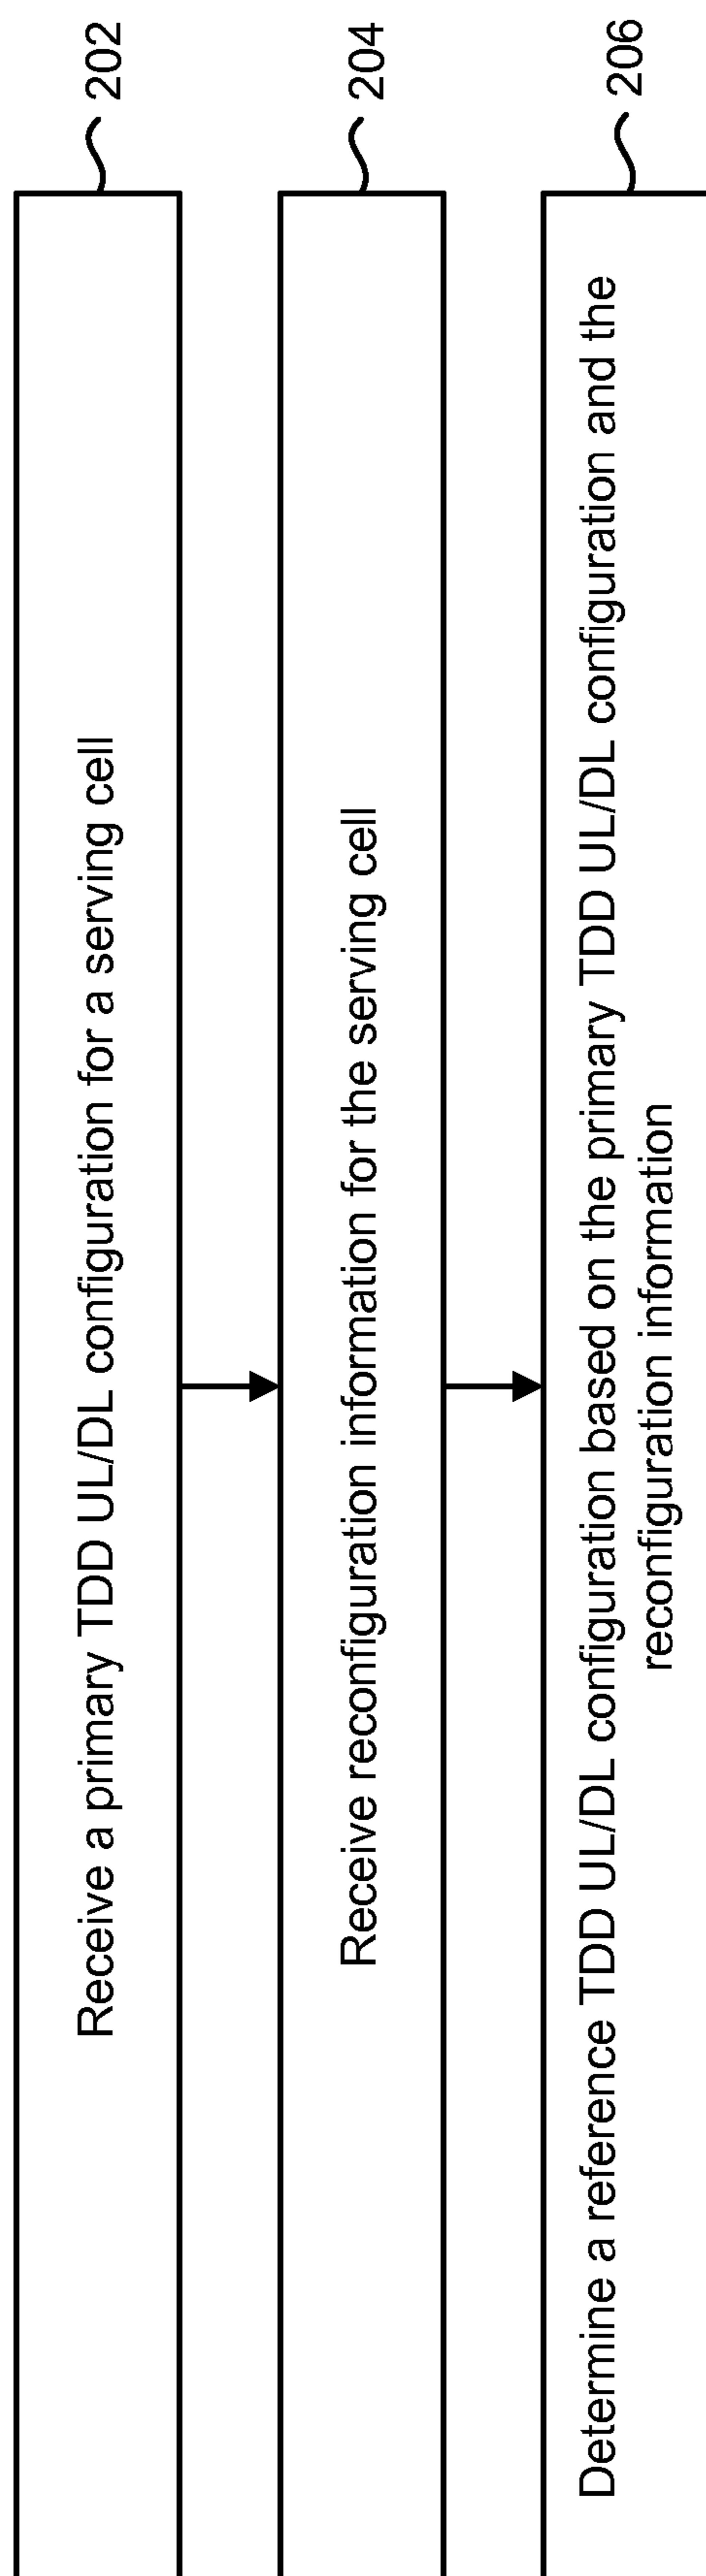 Receive a primary TDD UL/DL configuration for a serving cell
202
Receive reconfiguration information for the serving cell
204
Determine a reference TDD UL/DL configuration based on the primary TDD UL/DL configuration and the
reconfiguration information
206